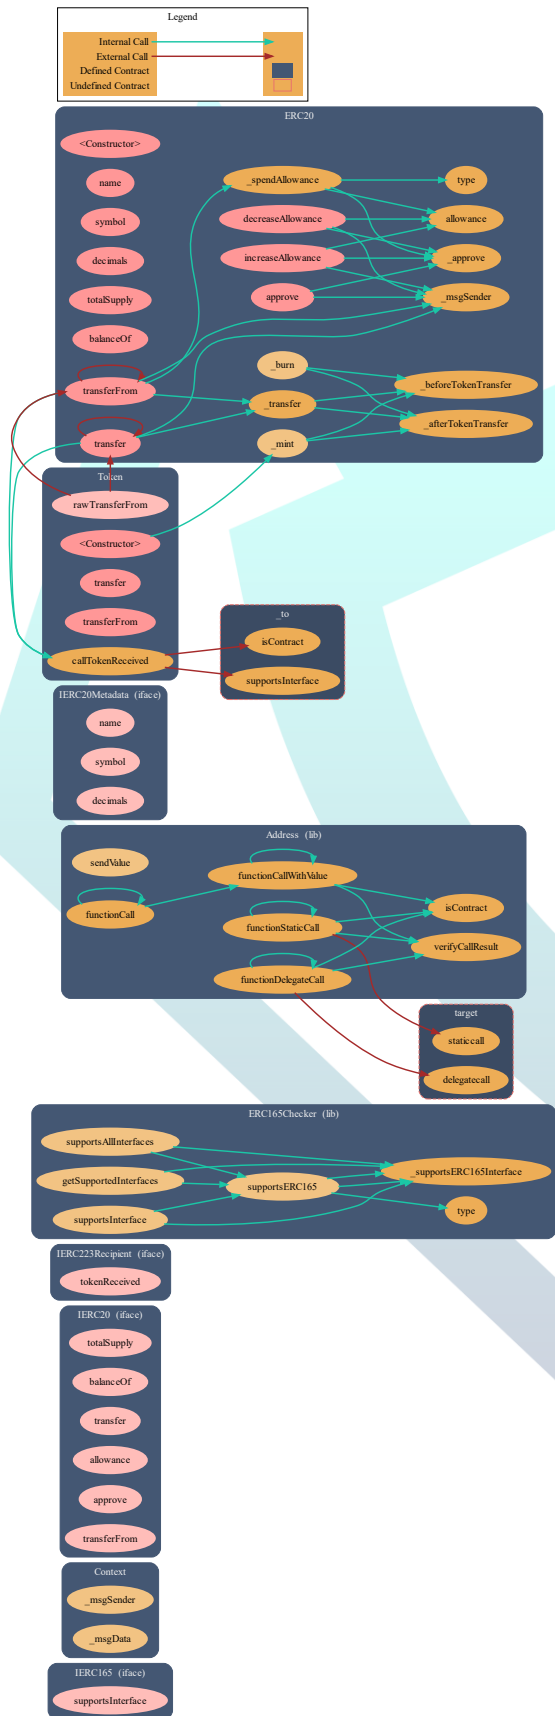 Legend
Internal Call
External Call
Defined Contract
Undefined Contract
ERC20
<Constructor>
name
symbol
decimals
totalSupply
balanceOf
transferFrom
transfer
_spendAllowance
decreaseAllowance
increaseAllowance
approve
_burn
_transfer
_mint
type
allowance
_approve
_msgSender
_beforeTokenTransfer
_afterTokenTransfer
Token
rawTransferFrom
<Constructor>
transfer
transferFrom
callTokenReceived
_to
isContract
supportsInterface
IERC20Metadata (iface)
name
symbol
decimals
Address (lib)
sendValue
functionCall
functionCallWithValue
functionStaticCall
functionDelegateCall
isContract
verifyCallResult
target
staticcall
delegatecall
ERC165Checker (lib)
supportsAllInterfaces
getSupportedInterfaces
supportsInterface
supportsERC165
_supportsERC165Interface
type
IERC223Recipient (iface)
tokenReceived
IERC20 (iface)
totalSupply
balanceOf
transfer
allowance
approve
transferFrom
Context
_msgSender
_msgData
IERC165 (iface)
supportsInterface